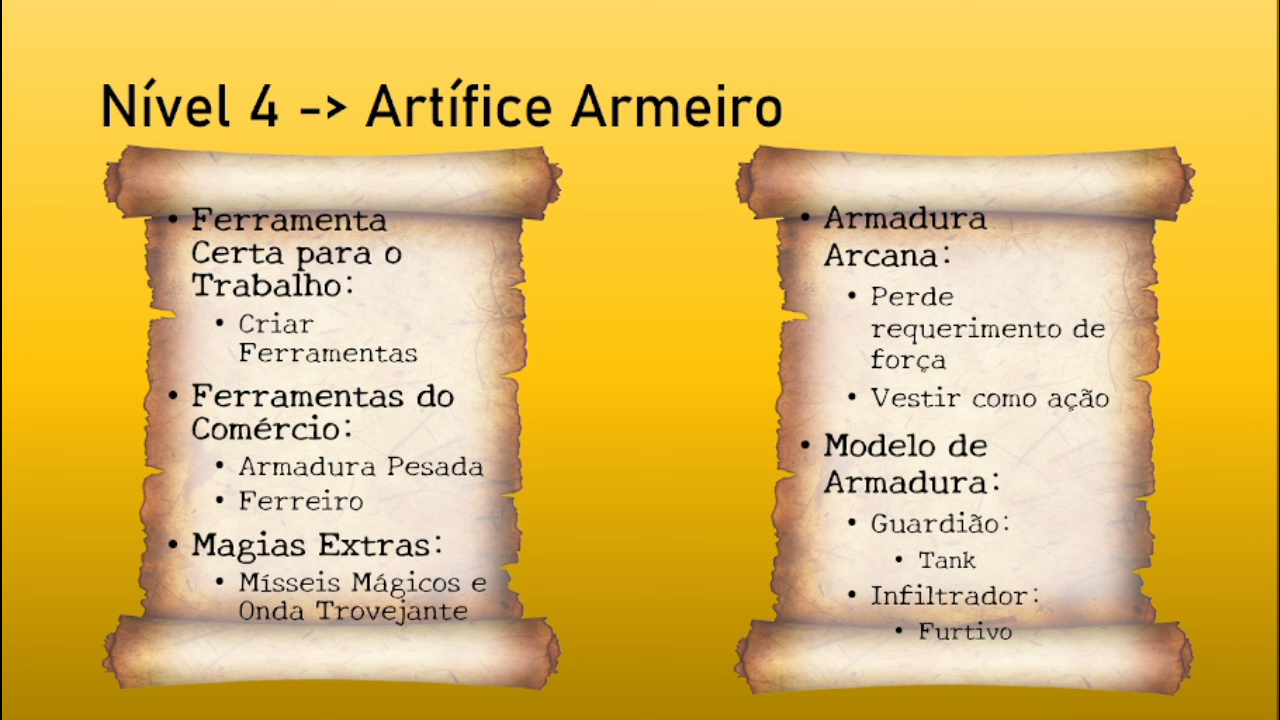 Nível 4 -> Artífice Armeiro
• Ferramenta
Certa para o
Trabalho:
• Criar
Ferramentas
• Ferramentas do
Comércio:
• Armadura Pesada
• Ferreiro
• Magias Extras:
• Mísseis Mágicos e
Onda Trovejante
• Armadura
Arcana:
• Perde
requerimento de
força
• Vestir como ação
• Modelo de
Armadura:
• Guardião:
• Tank
• Infiltrador:
• Furtivo